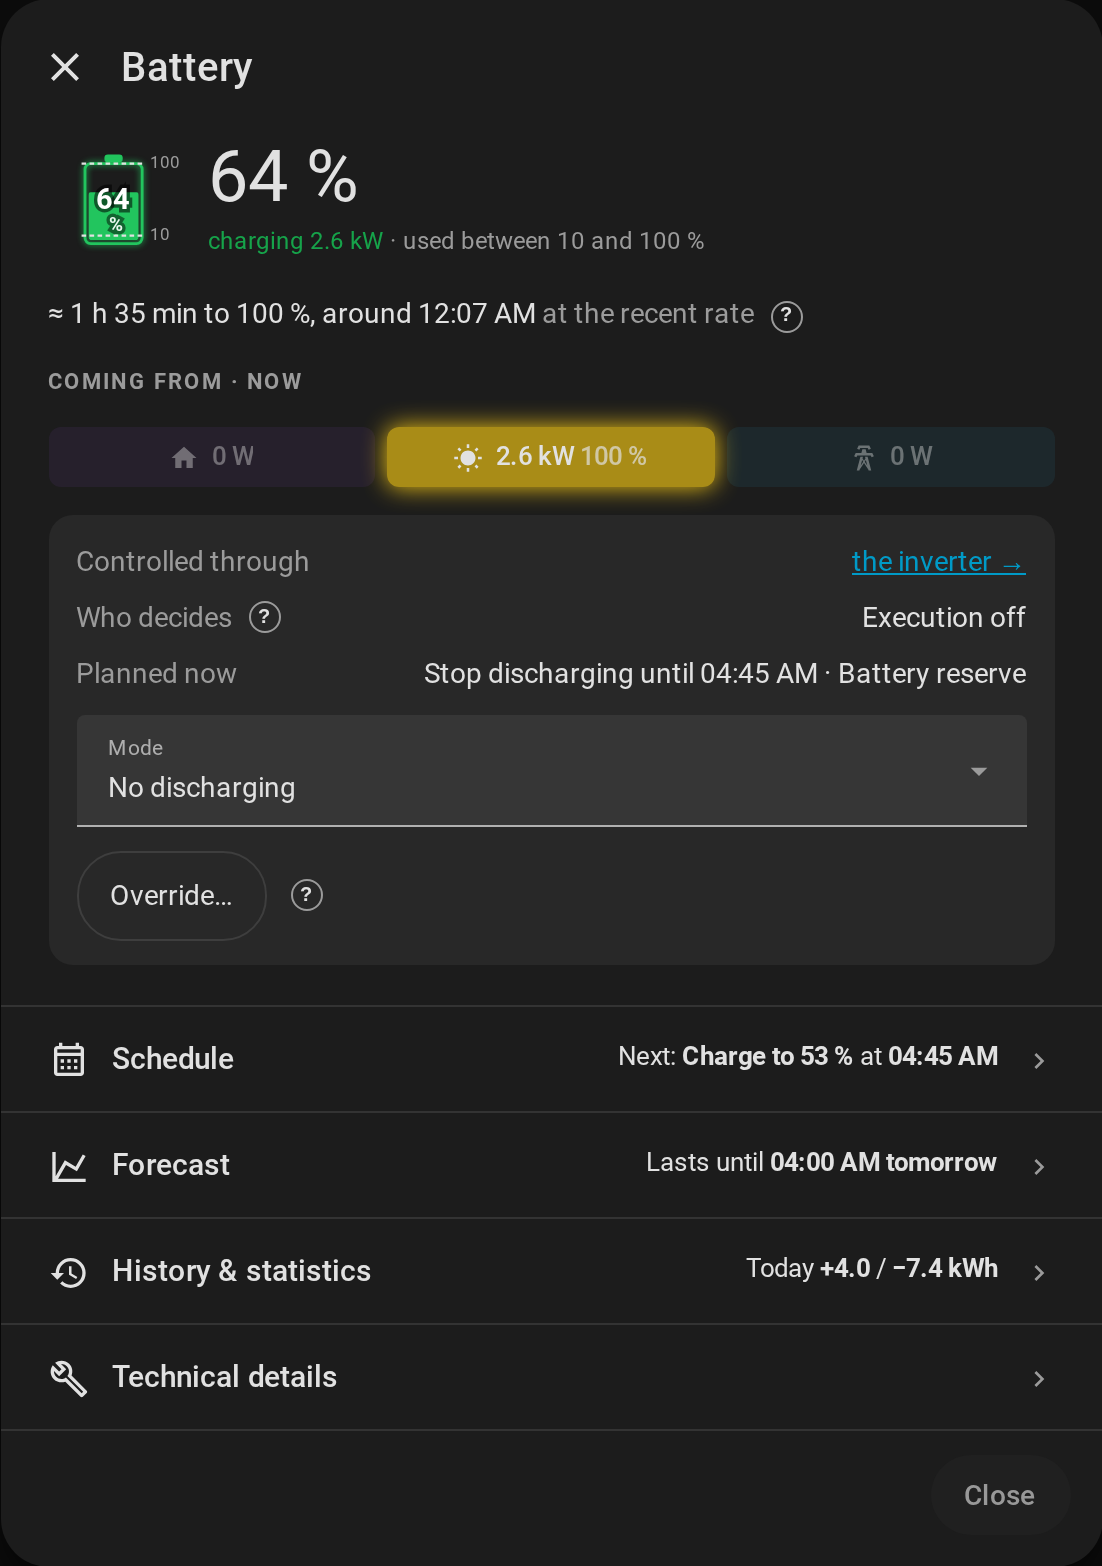 Battery
100
64
%
10
64 %
charging 2.6 kW · used between 10 and 100 %
≈ 1 h 35 min to 100 %, around 12:07 AM at the recent rate ?
COMING FROM · NOW
0 W
2.6 kW 100 %
0 W
Controlled through the inverter →
Who decides ? Execution off
Planned now Stop discharging until 04:45 AM · Battery reserve
Mode
No discharging
Override... ?
Schedule Next: Charge to 53 % at 04:45 AM
Forecast Lasts until 04:00 AM tomorrow
History & statistics Today +4.0 / −7.4 kWh
Technical details
Close